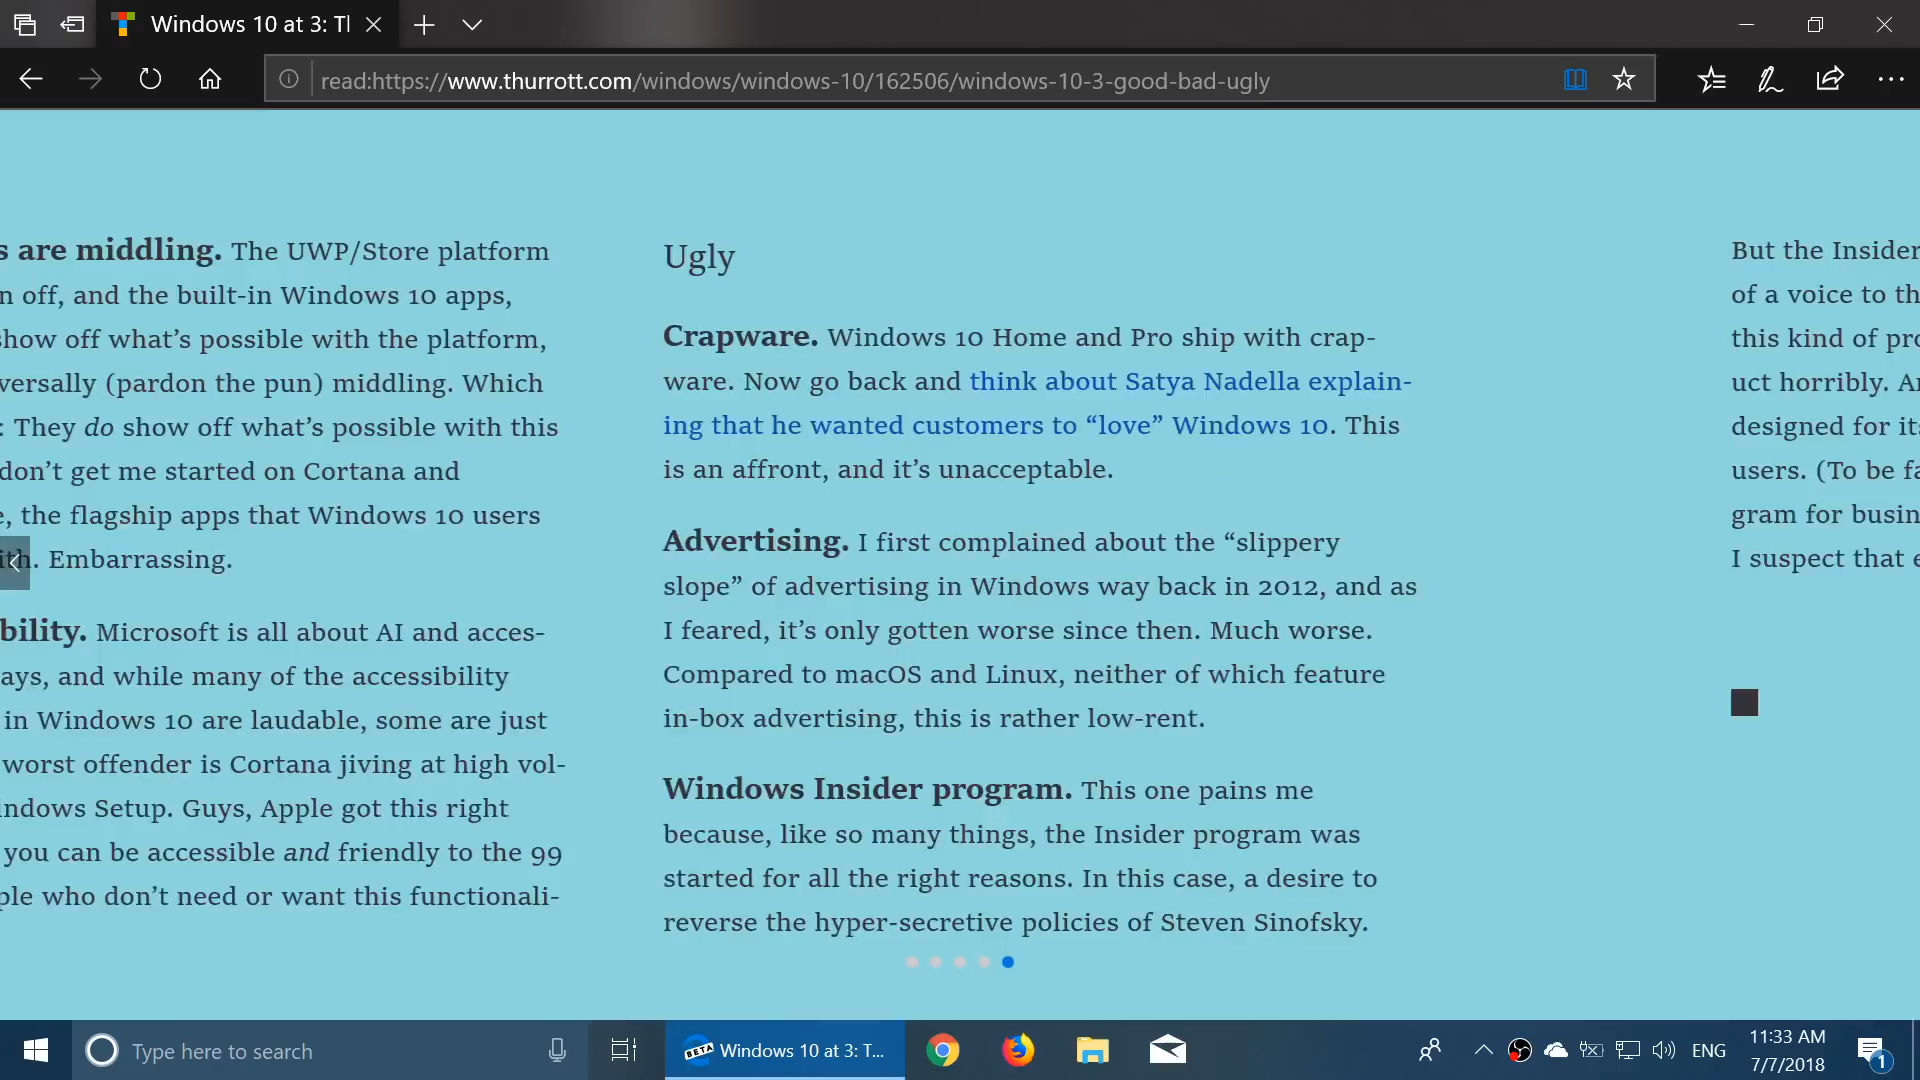 Windows 10 at 3: Tl
read:https://www.thurrott.com/windows/windows-10/162506/windows-10-3-good-bad-ugly
s are middling. The UWP/Store platform
n off, and the built-in Windows 10 apps,
show off what's possible with the platform,
versally (pardon the pun) middling. Which
: They do show off what's possible with this
don't get me started on Cortana and
e, the flagship apps that Windows 10 users
ith. Embarrassing.
bility. Microsoft is all about AI and acces-
ays, and while many of the accessibility
in Windows 10 are laudable, some are just
worst offender is Cortana jiving at high vol-
indows Setup. Guys, Apple got this right
you can be accessible and friendly to the 99
ple who don't need or want this functionali-
Ugly
Crapware. Windows 10 Home and Pro ship with crap-
ware. Now go back and think about Satya Nadella explain-
ing that he wanted customers to “love” Windows 10. This
is an affront, and it's unacceptable.
Advertising. I first complained about the “slippery
slope” of advertising in Windows way back in 2012, and as
I feared, it's only gotten worse since then. Much worse.
Compared to macOS and Linux, neither of which feature
in-box advertising, this is rather low-rent.
Windows Insider program. This one pains me
because, like so many things, the Insider program was
started for all the right reasons. In this case, a desire to
reverse the hyper-secretive policies of Steven Sinofsky.
But the Insider
of a voice to th
this kind of pro
uct horribly. An
designed for its
users. (To be fa
gram for busin
I suspect that e
Type here to search
BETA
Windows 10 at 3: T...
ENG
11:33 AM
7/7/2018
1